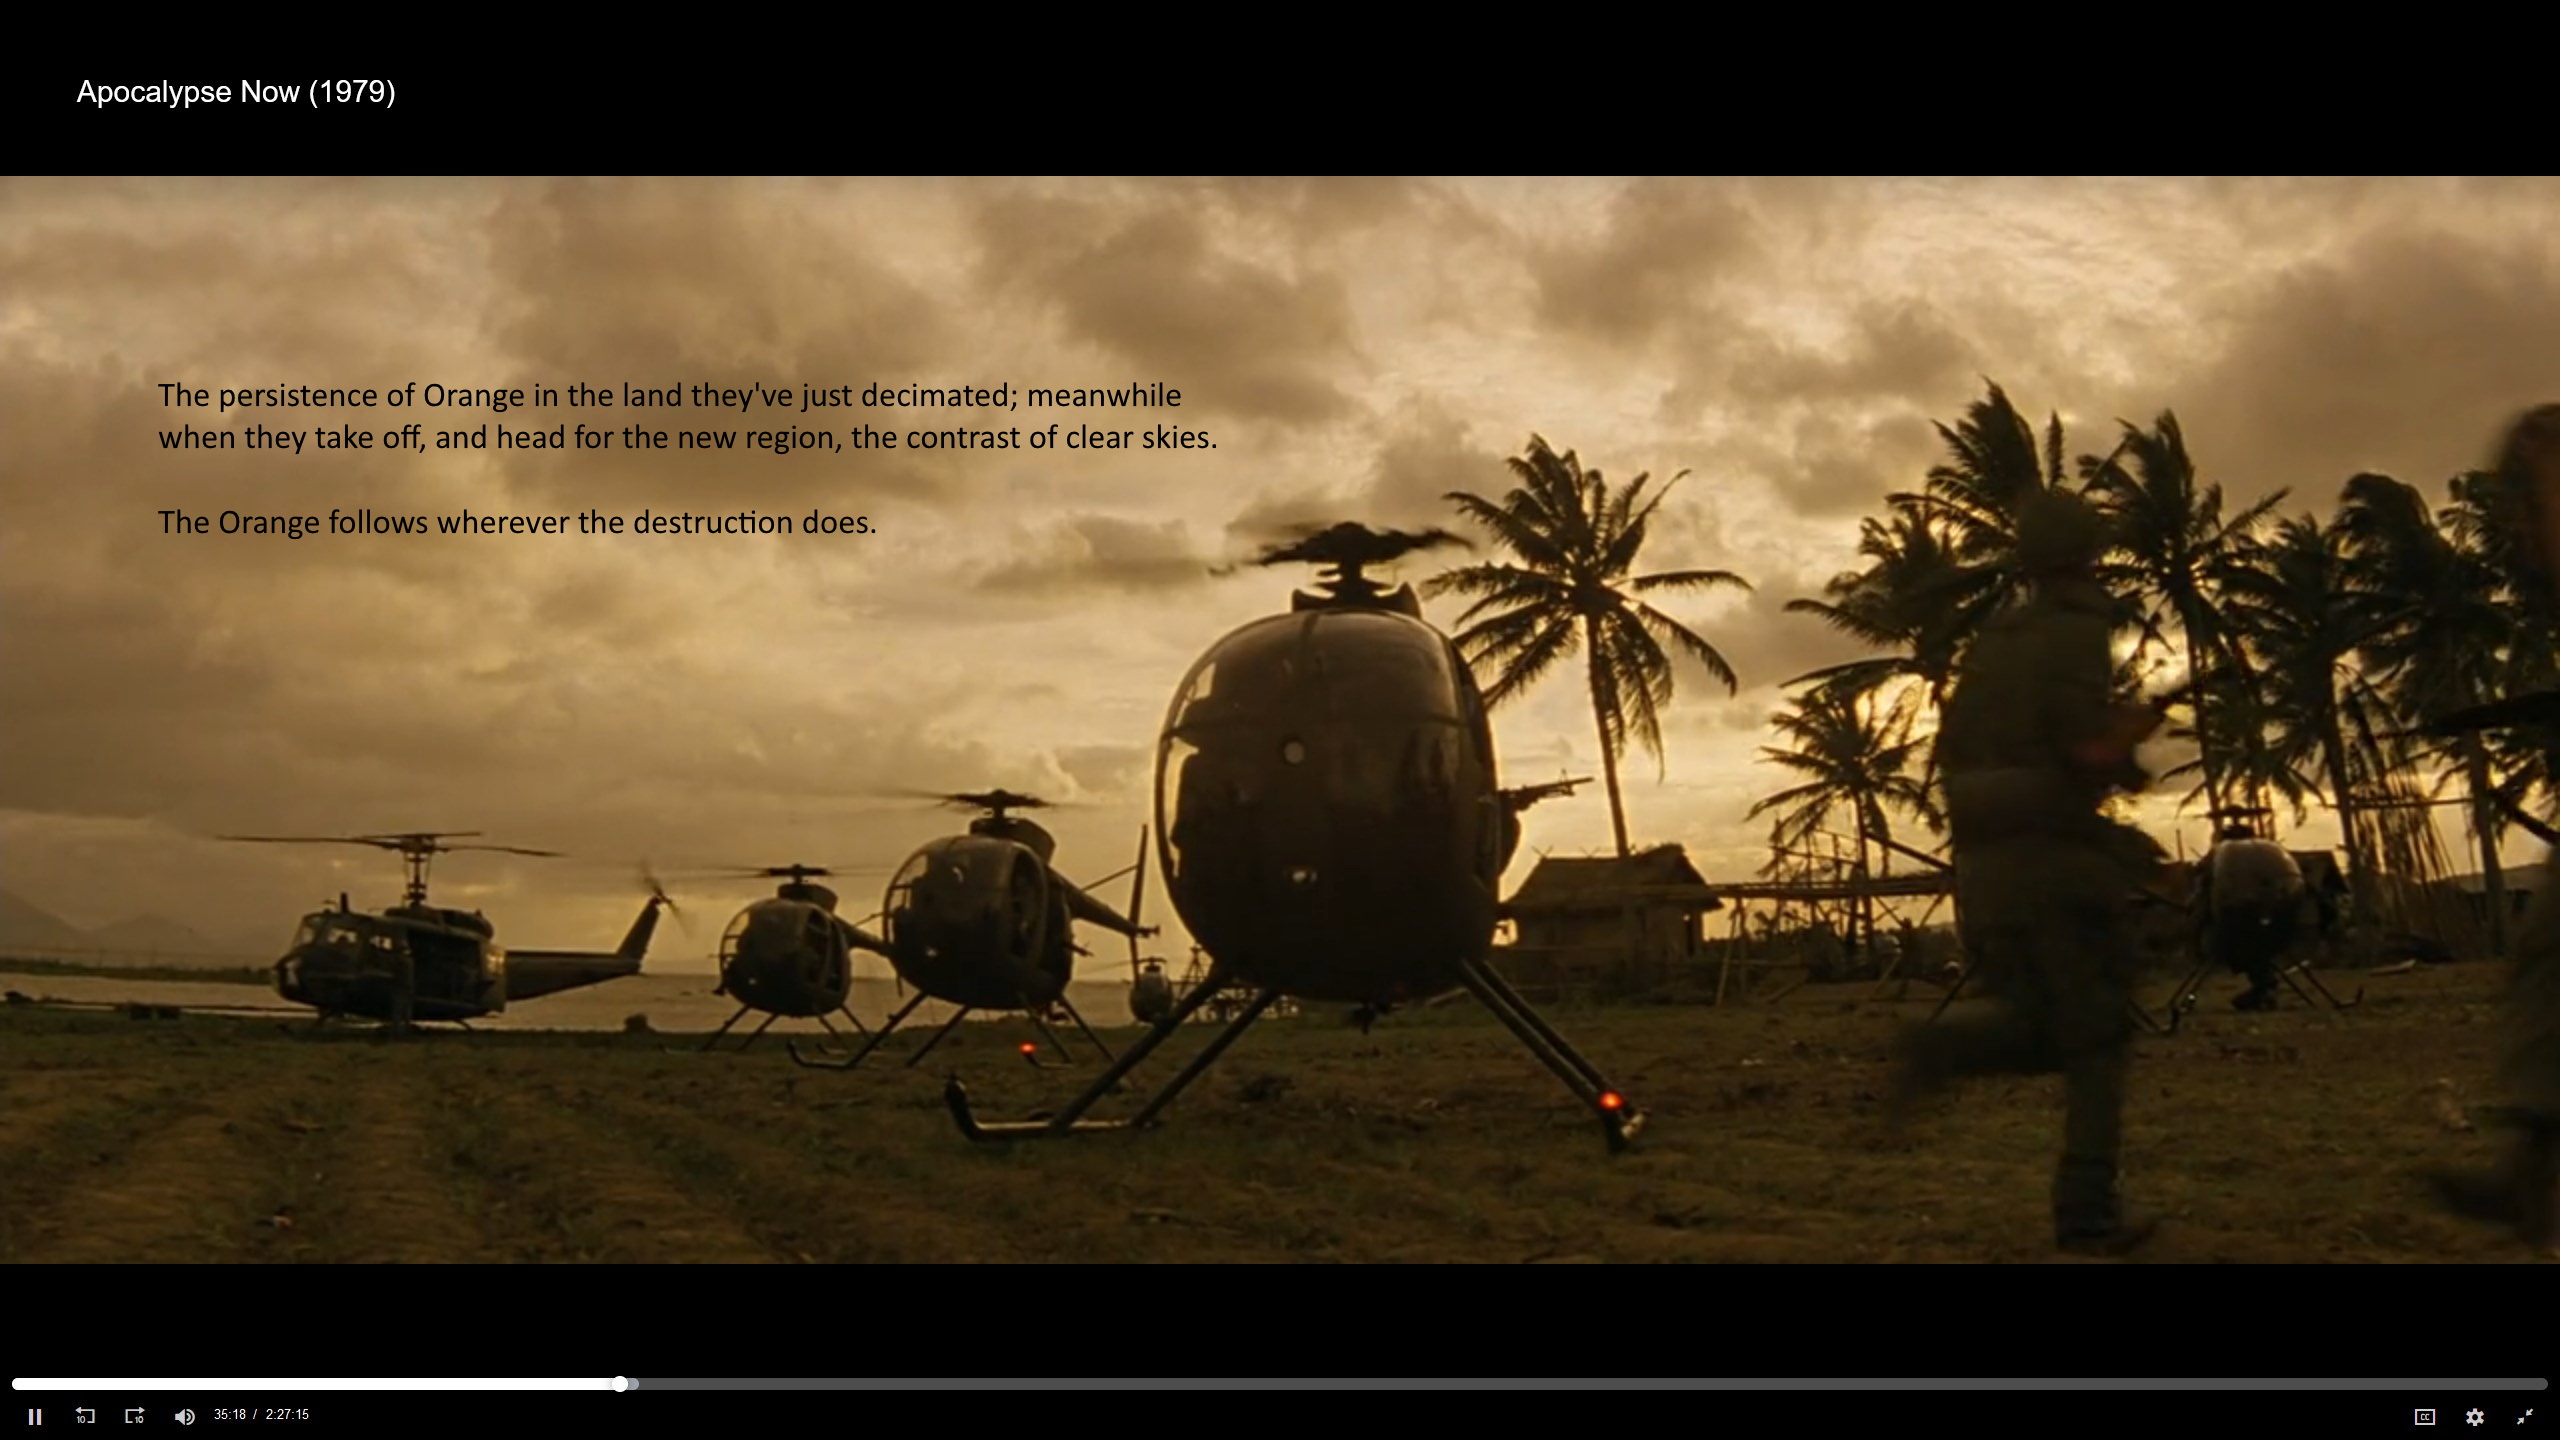 Apocalypse Now (1979)
The persistence of Orange in the land they've just decimated; meanwhile
when they take off, and head for the new region, the contrast of clear skies.
The Orange follows wherever the destruction does.
10
10
35:18 / 2:27:15
CC